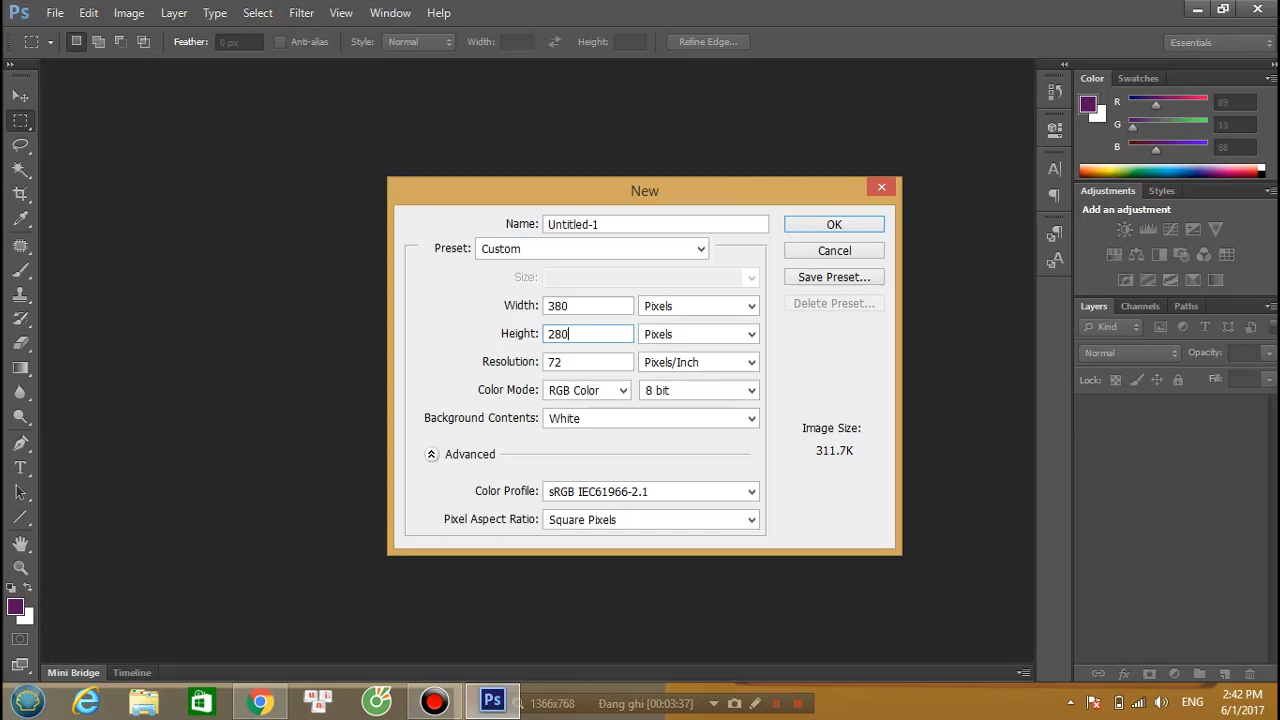 Ps File Edit Image Layer Type Select Filter View Window Help
Feather: 0 px Anti-alias Style: Normal Width: Height: Refine Edge... Essentials
Color Swatches
R 89
G 13
B 86
Adjustments Styles
Add an adjustment
Layers Channels Paths
Kind
Normal Opacity:
Lock: Fill:
New
Name: Untitled-1 OK
Preset: Custom Cancel
Size: Save Preset...
Width: 380 Pixels Delete Preset...
Height: 280 Pixels
Resolution: 72 Pixels/Inch
Color Mode: RGB Color 8 bit
Background Contents: White
Image Size:
311.7K
Advanced
Color Profile: sRGB IEC61966-2.1
Pixel Aspect Ratio: Square Pixels
Mini Bridge Timeline
Ps 1366x768 Đang ghi [00:03:37] ENG 2:42 PM
6/1/2017